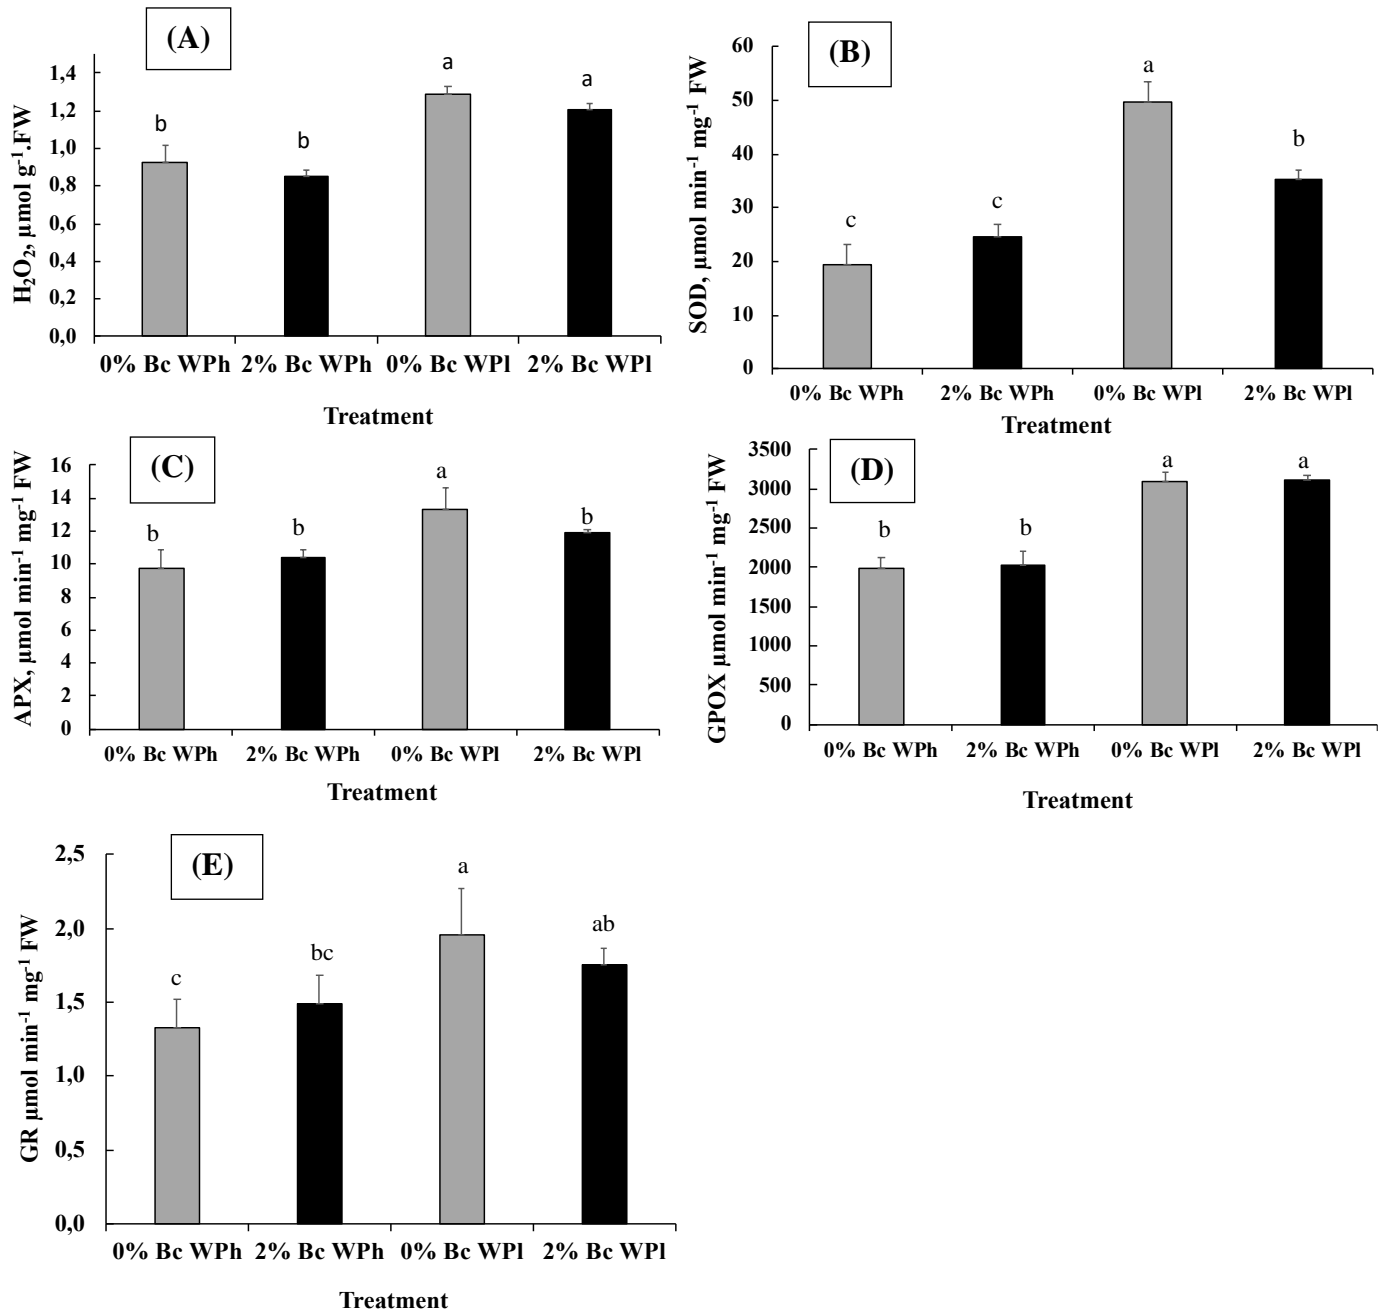 (A)
H₂O₂, µmol g⁻¹.FW
1,4
1,2
1,0
0,8
0,6
0,4
0,2
0,0
b
b
a
a
0% Bc WPh 2% Bc WPh 0% Bc WPl 2% Bc WPl
Treatment
(B)
SOD, µmol min⁻¹ mg⁻¹ FW
60
50
40
30
20
10
0
c
c
a
b
0% Bc WPh 2% Bc WPh 0% Bc WPl 2% Bc WPl
Treatment
(C)
APX, µmol min⁻¹ mg⁻¹ FW
16
14
12
10
8
6
4
2
0
b
b
a
b
0% Bc WPh 2% Bc WPh 0% Bc WPl 2% Bc WPl
Treatment
(D)
GPOX µmol min⁻¹ mg⁻¹ FW
3500
3000
2500
2000
1500
1000
500
0
b
b
a
a
0% Bc WPh 2% Bc WPh 0% Bc WPl 2% Bc WPl
Treatment
(E)
GR µmol min⁻¹ mg⁻¹ FW
2,5
2,0
1,5
1,0
0,5
0,0
c
bc
a
ab
0% Bc WPh 2% Bc WPh 0% Bc WPl 2% Bc WPl
Treatment